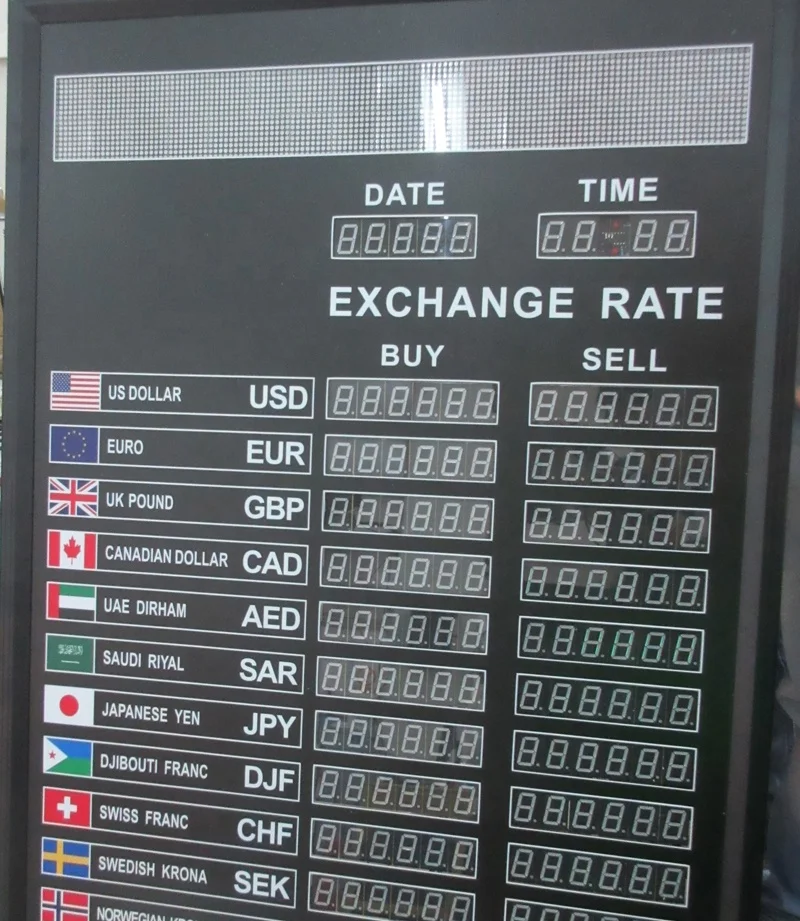 DATE TIME
EXCHANGE RATE
BUY SELL
US DOLLAR USD
EURO EUR
UK POUND GBP
CANADIAN DOLLAR CAD
UAE DIRHAM AED
SAUDI RIYAL SAR
JAPANESE YEN JPY
DJIBOUTI FRANC DJF
SWISS FRANC CHF
SWEDISH KRONA SEK
NORWEGIAN